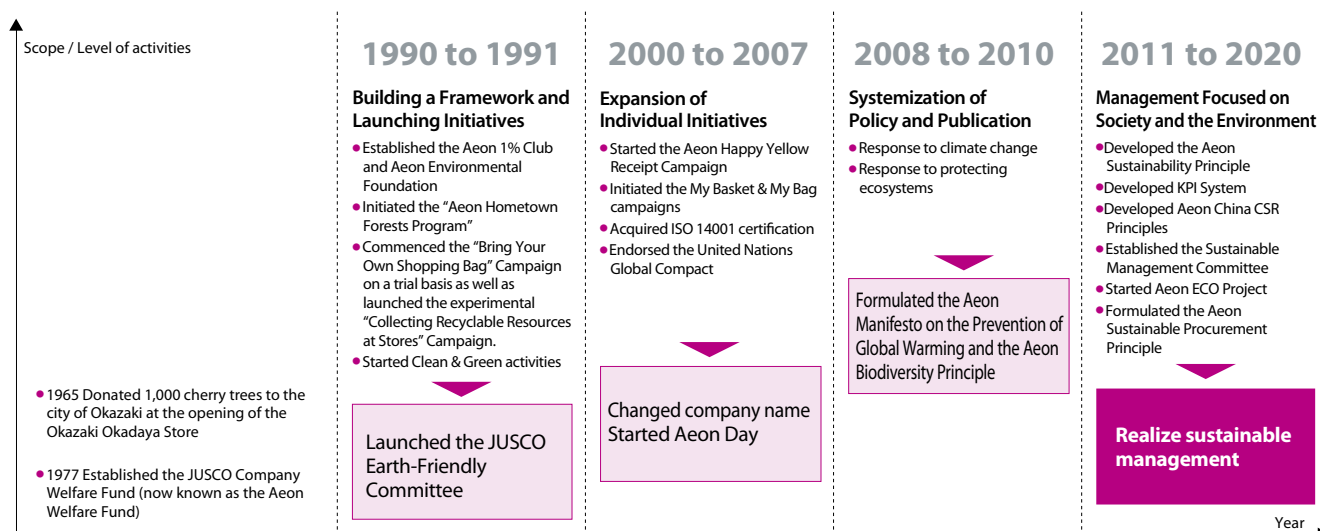 Scope / Level of activities
1965 Donated 1,000 cherry trees to the
city of Okazaki at the opening of the
Okazaki Okadaya Store
1977 Established the JUSCO Company
Welfare Fund (now known as the Aeon
Welfare Fund)
1990 to 1991
Building a Framework and
Launching Initiatives
Established the Aeon 1% Club
and Aeon Environmental
Foundation
Initiated the “Aeon Hometown
Forests Program”
Commenced the “Bring Your
Own Shopping Bag” Campaign
on a trial basis as well as
launched the experimental
“Collecting Recyclable Resources
at Stores” Campaign.
Started Clean & Green activities
Launched the JUSCO
Earth-Friendly
Committee
2000 to 2007
Expansion of
Individual Initiatives
Started the Aeon Happy Yellow
Receipt Campaign
Initiated the My Basket & My Bag
campaigns
Acquired ISO 14001 certification
Endorsed the United Nations
Global Compact
Changed company name
Started Aeon Day
2008 to 2010
Systemization of
Policy and Publication
Response to climate change
Response to protecting
ecosystems
Formulated the Aeon
Manifesto on the Prevention of
Global Warming and the Aeon
Biodiversity Principle
2011 to 2020
Management Focused on
Society and the Environment
Developed the Aeon
Sustainability Principle
Developed KPI System
Developed Aeon China CSR
Principles
Established the Sustainable
Management Committee
Started Aeon ECO Project
Formulated the Aeon
Sustainable Procurement
Principle
Realize sustainable
management
Year